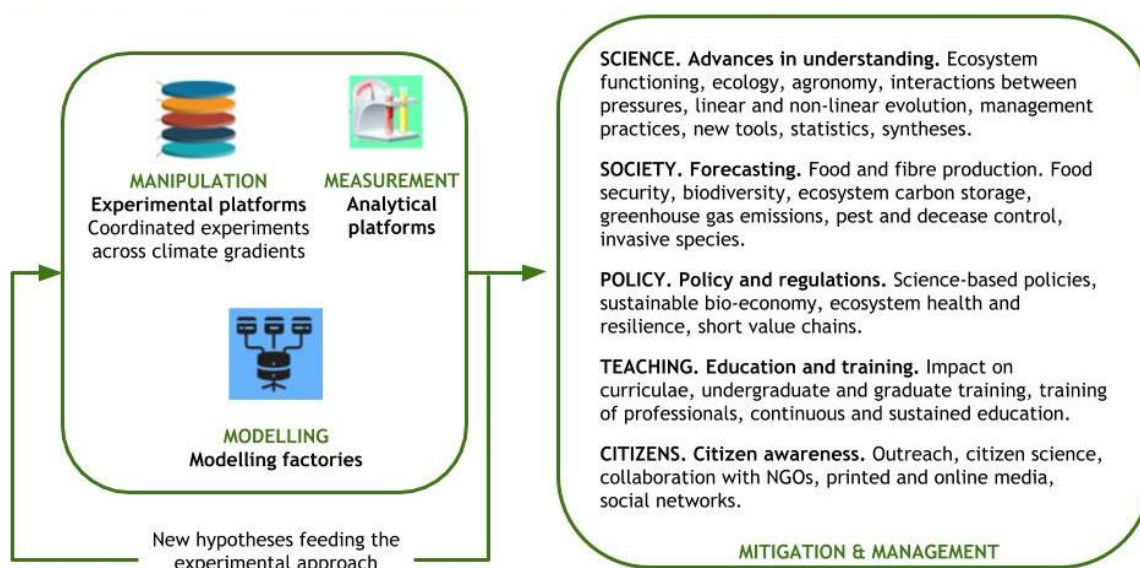 MANIPULATION
Experimental platforms
Coordinated experiments
across climate gradients
MEASUREMENT
Analytical
platforms
MODELLING
Modelling factories
New hypotheses feeding the
experimental approach
SCIENCE. Advances in understanding. Ecosystem
functioning, ecology, agronomy, interactions between
pressures, linear and non-linear evolution, management
practices, new tools, statistics, syntheses.
SOCIETY. Forecasting. Food and fibre production. Food
security, biodiversity, ecosystem carbon storage,
greenhouse gas emissions, pest and decease control,
invasive species.
POLICY. Policy and regulations. Science-based policies,
sustainable bio-economy, ecosystem health and
resilience, short value chains.
TEACHING. Education and training. Impact on
curriculae, undergraduate and graduate training, training
of professionals, continuous and sustained education.
CITIZENS. Citizen awareness. Outreach, citizen science,
collaboration with NGOs, printed and online media,
social networks.
MITIGATION & MANAGEMENT